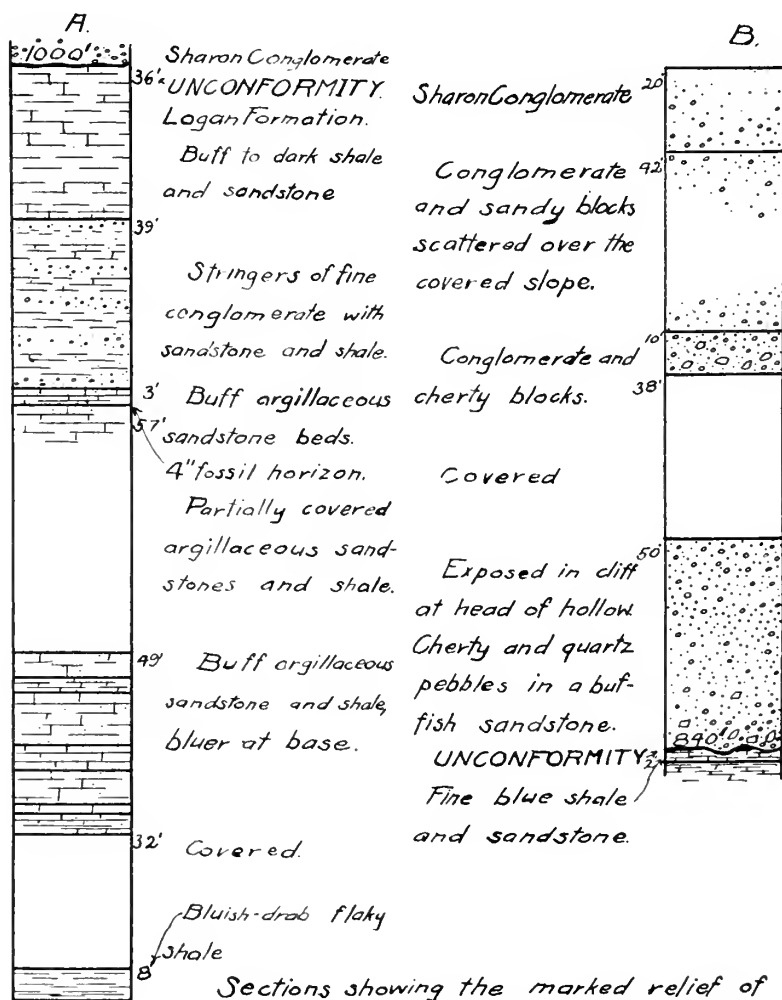 A.
1000'
36'
Sharon Conglomerate
UNCONFORMITY.
Logan Formation.
Buff to dark shale
and sandstone
39'
Stringers of fine
conglomerate with
sandstone and shale.
3'
Buff argillaceous
sandstone beds.
57'
4" fossil horizon.
Partially covered
argillaceous sand-
stones and shale.
49'
Buff argillaceous
sandstone and shale,
bluer at base.
32'
Covered.
Bluish-drab flaky
shale
8'
B.
20'
Sharon Conglomerate
42'
Conglomerate
and sandy blocks
scattered over the
covered slope.
10'
Conglomerate and
cherty blocks.
38'
Covered
50'
Exposed in cliff
at head of hollow.
Cherty and quartz
pebbles in a buf-
fish sandstone.
840'
UNCONFORMITY
Fine blue shale
and sandstone.
Sections showing the marked relief of